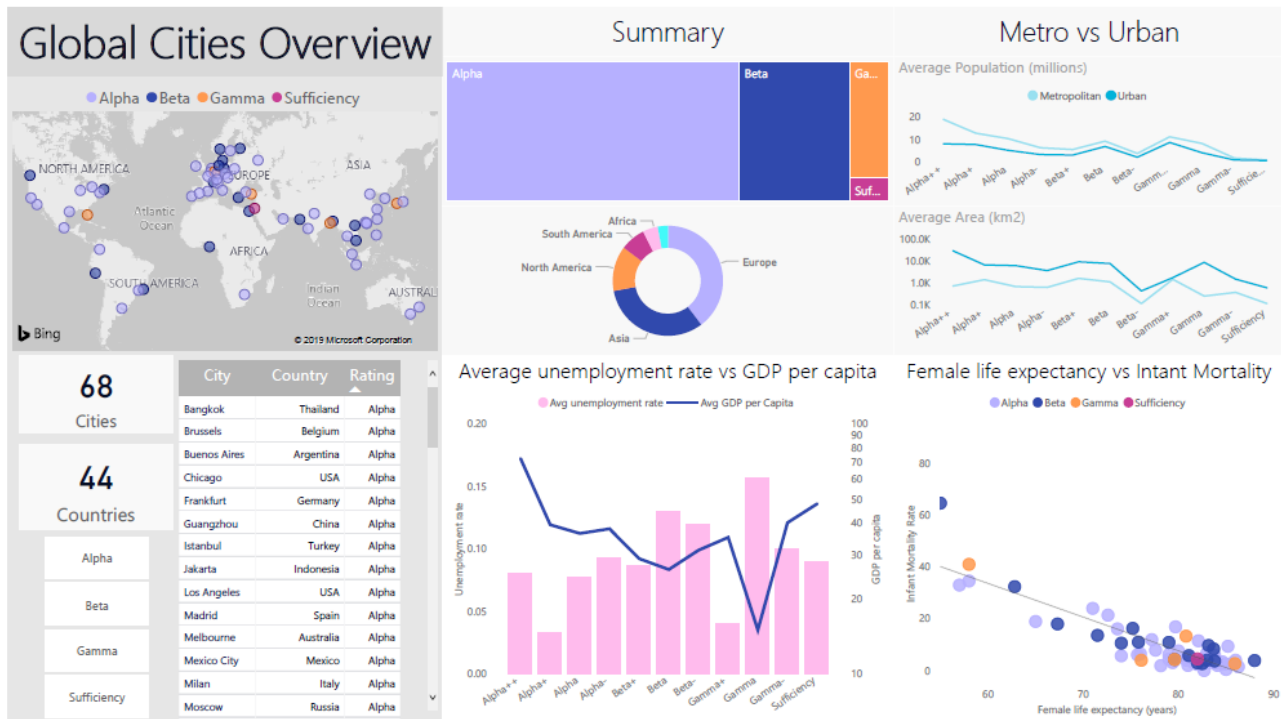 Global Cities Overview
Alpha Beta Gamma Sufficiency
NORTH AMERICA
EUROPE
ASIA
Atlantic
Ocean
AFRICA
SOUTH AMERICA
Indian
Ocean
AUSTRAL
Bing
© 2019 Microsoft Corporation
68
Cities
44
Countries
Alpha
Beta
Gamma
Sufficiency
City Country Rating
Bangkok Thailand Alpha
Brussels Belgium Alpha
Buenos Aires Argentina Alpha
Chicago USA Alpha
Frankfurt Germany Alpha
Guangzhou China Alpha
Istanbul Turkey Alpha
Jakarta Indonesia Alpha
Los Angeles USA Alpha
Madrid Spain Alpha
Melbourne Australia Alpha
Mexico City Mexico Alpha
Milan Italy Alpha
Moscow Russia Alpha
Summary
Alpha
Beta
Ga...
Suf...
Africa
South America
North America
Europe
Asia
Metro vs Urban
Average Population (millions)
Metropolitan Urban
20
10
0
Alpha++ Alpha+ Alpha Alpha- Beta+ Beta Beta- Gamm... Gamma Gamma- Sufficie...
Average Area (km2)
100.0K
10.0K
1.0K
0.1K
Alpha++ Alpha+ Alpha Alpha- Beta+ Beta Beta- Gamma+ Gamma Gamma- Sufficiency
Average unemployment rate vs GDP per capita
Avg unemployment rate Avg GDP per Capita
Unemployment rate
0.20
0.15
0.10
0.05
0.00
GDP per capita
100
90
80
70
60
50
40
30
20
10
Alpha++ Alpha+ Alpha Alpha- Beta+ Beta Beta- Gamma+ Gamma Gamma- Sufficiency
Female life expectancy vs Intant Mortality
Alpha Beta Gamma Sufficiency
Infant Mortality Rate
80
60
40
20
0
60 70 80 90
Female life expectancy (years)